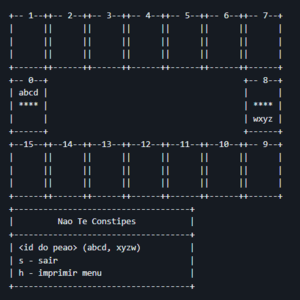 +-- 1--++-- 2--++-- 3--++-- 4--++-- 5--++-- 6--++-- 7--+
|      ||      ||      ||      ||      ||      ||      |
|      ||      ||      ||      ||      ||      ||      |
|      ||      ||      ||      ||      ||      ||      |
+------++------++------++------++------++------++------+
+-- 0--+                                        +-- 8--+
| abcd |                                        |      |
| **** |                                        | **** |
|      |                                        | wxyz |
+------+                                        +------+
+--15--++--14--++--13--++--12--++--11--++--10--++-- 9--+
|      ||      ||      ||      ||      ||      ||      |
|      ||      ||      ||      ||      ||      ||      |
|      ||      ||      ||      ||      ||      ||      |
+------++------++------++------++------++------++------+
+-----------------------------------+
|         Nao Te Constipes          |
+-----------------------------------+
| <id do peao> (abcd, xyzw)         |
| s - sair                          |
| h - imprimir menu                 |
+-----------------------------------+